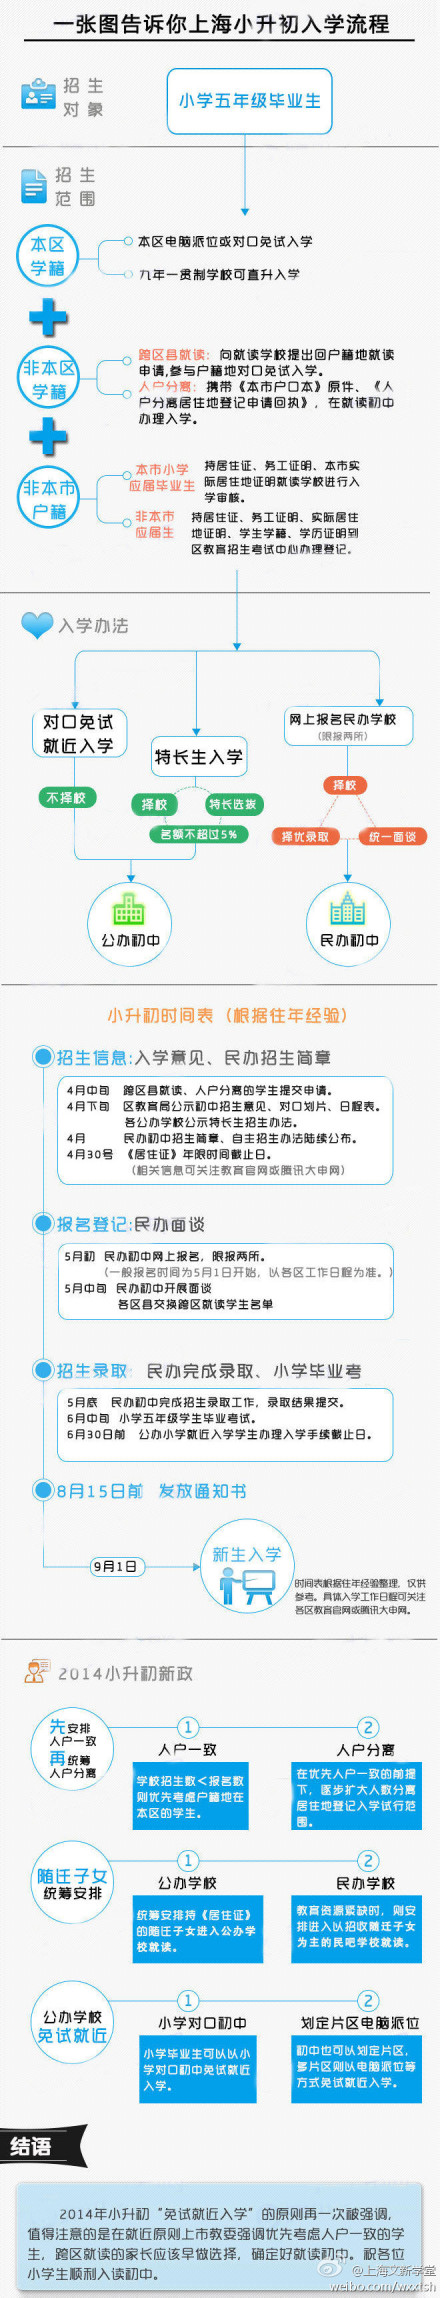 一张图告诉你上海小升初入学流程
招生
对象
小学五年级毕业生
招生
范围
本区
学籍
本区电脑派位或对口免试入学
九年一贯制学校可直升入学
非本区
学籍
跨区县就读：向就读学校提出回户籍地就读
申请,参与户籍地对口免试入学。
人户分离：携带《本市户口本》原件、《人
户分离居住地登记申请回执》，在就读初中
办理入学。
非本市
户籍
本市小学
应届毕业生
持居住证、务工证明、本市实
际居住地证明就读学校进行入
学审核。
非本市
应届生
持居住证、务工证明、实际居住
地证明、学生学籍、学历证明到
区教育招生考试中心办理登记。
入学办法
对口免试
就近入学
特长生入学
网上报名民办学校
（限报两所）
不择校
择校
特长选拔
名额不超过5%
择校
择优录取
统一面谈
公办初中
民办初中
小升初时间表（根据往年经验）
招生信息:入学意见、民办招生简章
4月中旬 跨区县就读、人户分离的学生提交申请。
4月下旬 区教育局公示初中招生意见、对口划片、日程表。
各公办学校公示特长生招生办法。
4月 民办初中招生简章、自主招生办法陆续公布。
4月30号 《居住证》年限时间截止日。
（相关信息可关注教育官网或腾讯大申网）
报名登记:民办面谈
5月初 民办初中网上报名，限报两所。
（一般报名时间为5月1日开始，以各区工作日程为准。）
5月中旬 民办初中开展面谈
各区县交换跨区就读学生名单
招生录取 民办完成录取、小学毕业考
5月底 民办初中完成招生录取工作，录取结果提交。
6月中旬 小学五年级学生毕业考试。
6月30日前 公办小学就近入学学生办理入学手续截止日。
8月15日前 发放通知书
9月1日
新生入学
时间表根据往年经验整理，仅供
参考。具体入学工作日程可关注
各区教育官网或腾讯大申网。
2014小升初新政
先安排
人户一致
再统筹
人户分离
1
人户一致
学校招生数＜报名数
则优先考虑户籍地在
本区的学生。
2
人户分离
在优先人户一致的前提
下，逐步扩大人数分离
居住地登记入学试行范
围。
随迁子女
统筹安排
1
公办学校
统筹安排持《居住证》
的随迁子女进入公办学
校就读。
2
民办学校
教育资源紧缺时，则安
排进入以招收随迁子女
为主的民吧学校就读。
公办学校
免试就近
1
小学对口初中
小学毕业生可以以小
学对口初中免试就近
入学。
2
划定片区电脑派位
初中也可以划定片区，
多片区则以电脑派位等
方式免试就近入学。
结语
2014年小升初“免试就近入学”的原则再一次被强调，
值得注意的是在就近原则上市教委强调优先考虑人户一致的学
生，跨区就读的家长应该早做选择，确定好就读初中。祝各位
小学生顺利入读初中。
@上海文新学堂
weibo.com/wxxtsh